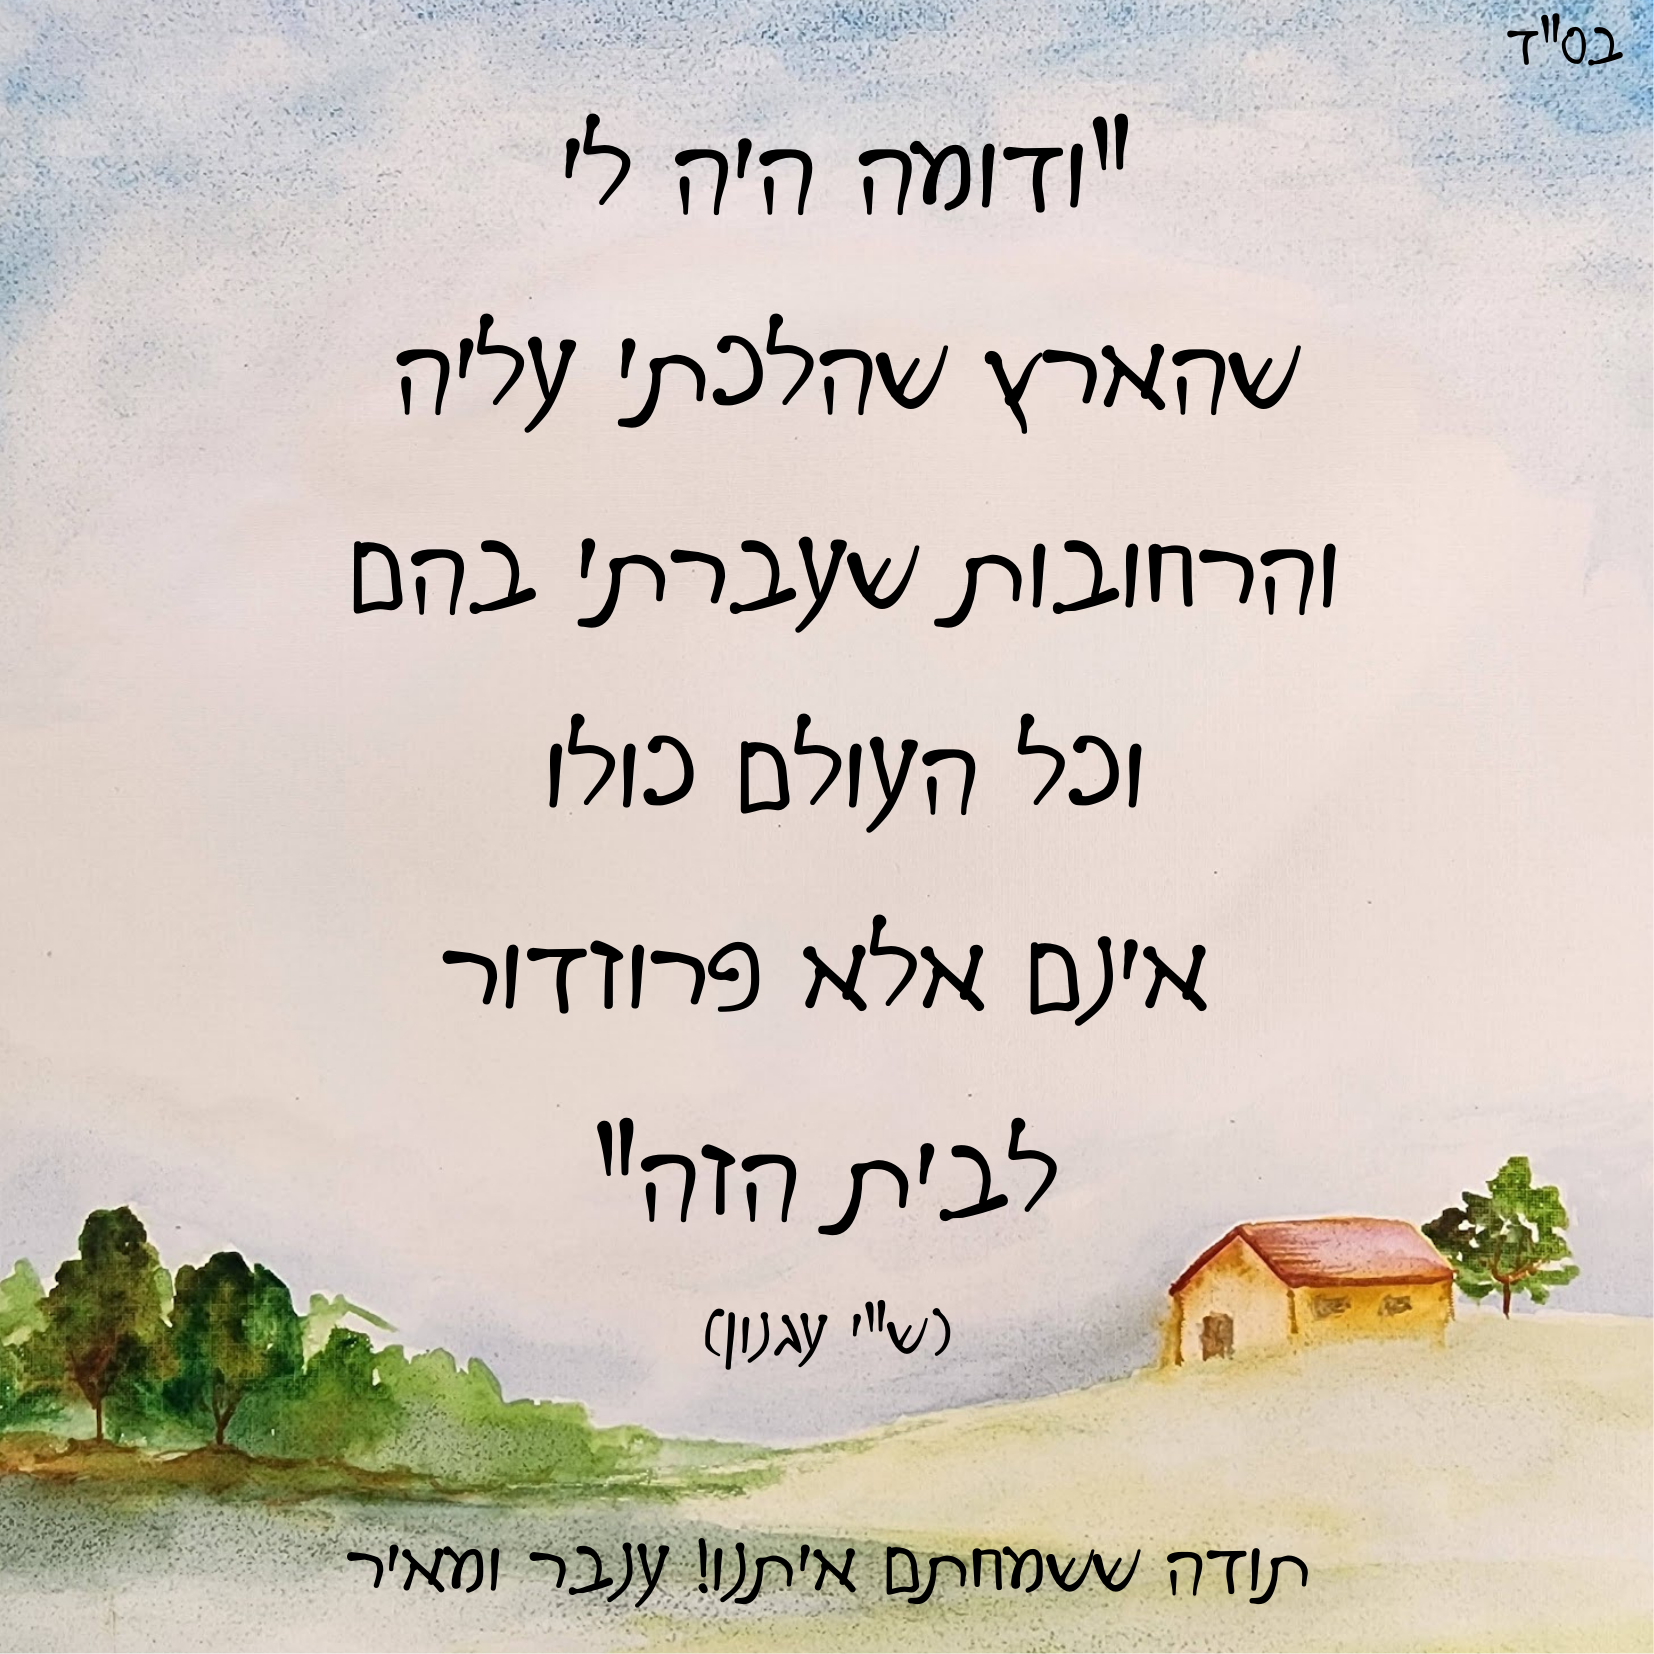 בס"ד
"ודומה היה לי
שהארץ שהלכתי עליה
והרחובות שעברתי בהם
וכל העולם כולו
אינם אלא פרוזדור
לבית הזה"
(ש"י עגנון)
תודה ששמחתם איתנו! ענבר ומאיר